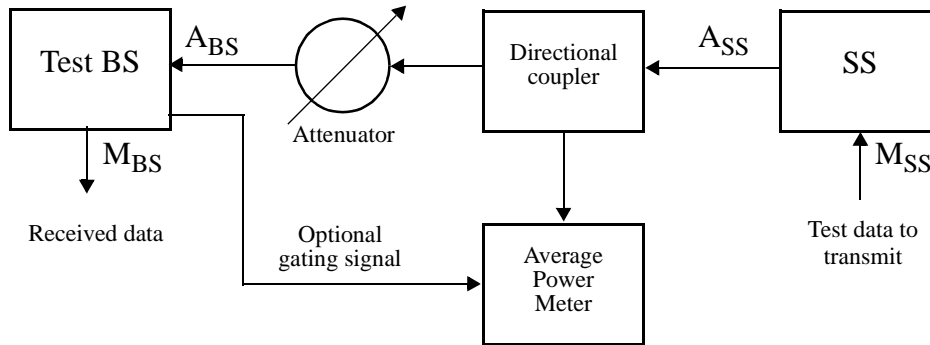 Test BS
A_BS
Attenuator
Directional
coupler
A_SS
SS
M_BS
M_SS
Received data
Optional
gating signal
Average
Power
Meter
Test data to
transmit